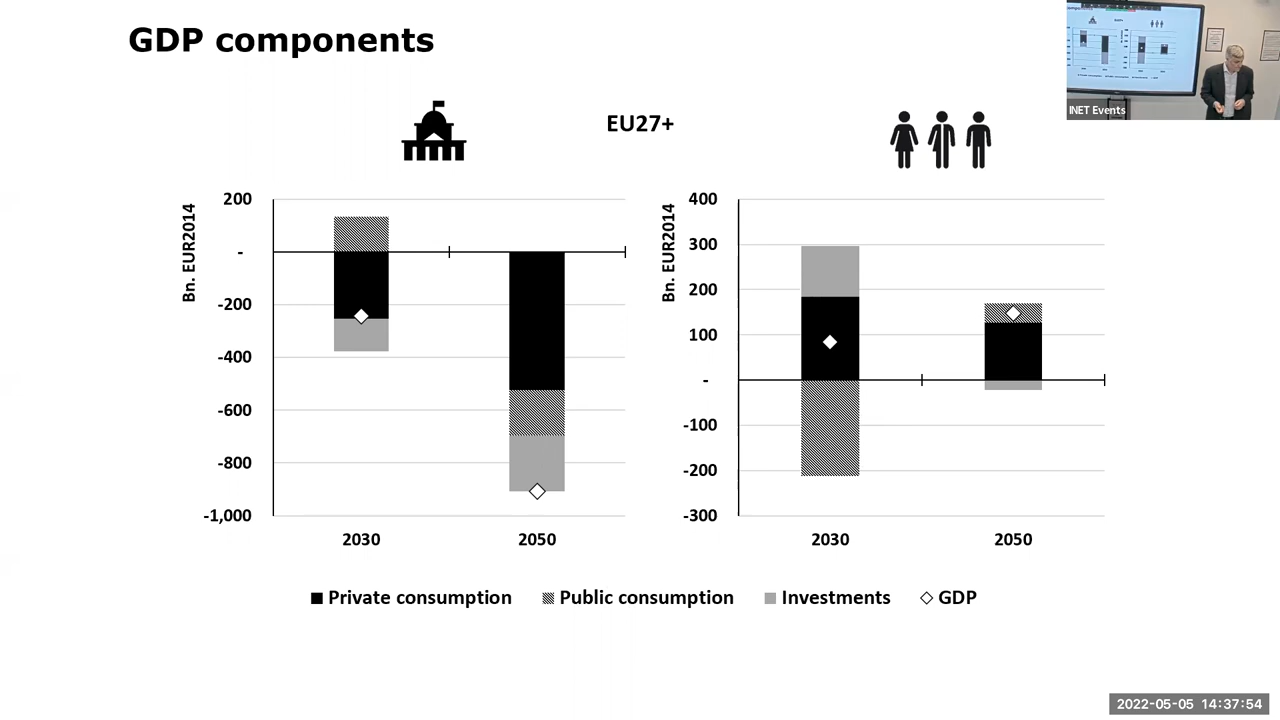 GDP components
EU27+
INET Events
Bn. EUR2014
200
-
-200
-400
-600
-800
-1,000
2030
2050
Bn. EUR2014
400
300
200
100
-
-100
-200
-300
2030
2050
Private consumption
Public consumption
Investments
GDP
2022-05-05 14:37:54